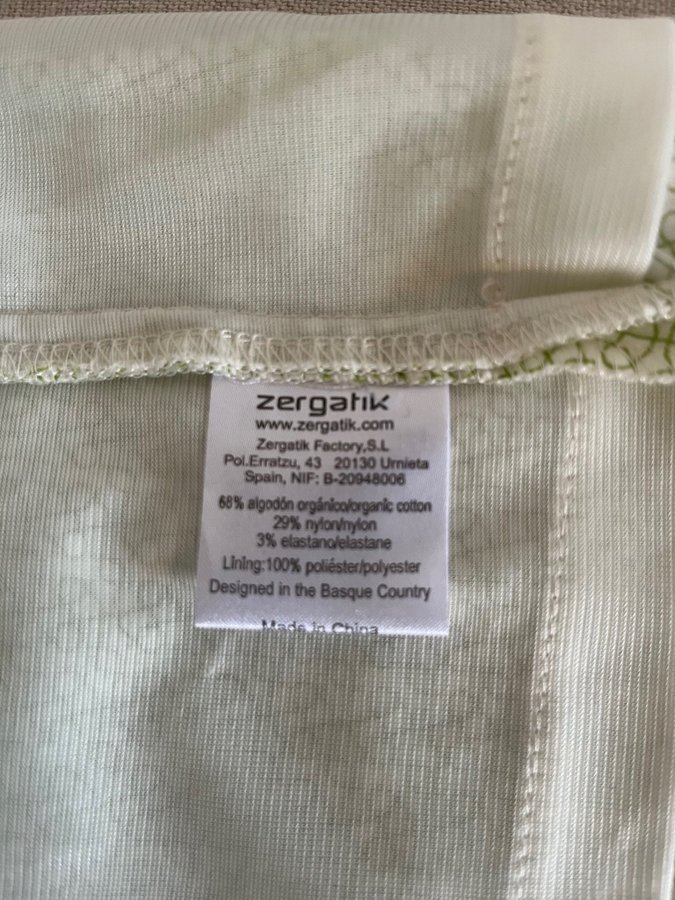 zergatik
www.zergatik.com
Zergatik Factory,S.L
Pol.Erratzu, 43 20130 Urnieta
Spain, NIF: B-20948006
68% algodón orgánico/organic cotton
29% nylon/nylon
3% elastano/elastane
Lining:100% poliéster/polyester
Designed in the Basque Country
Made in China